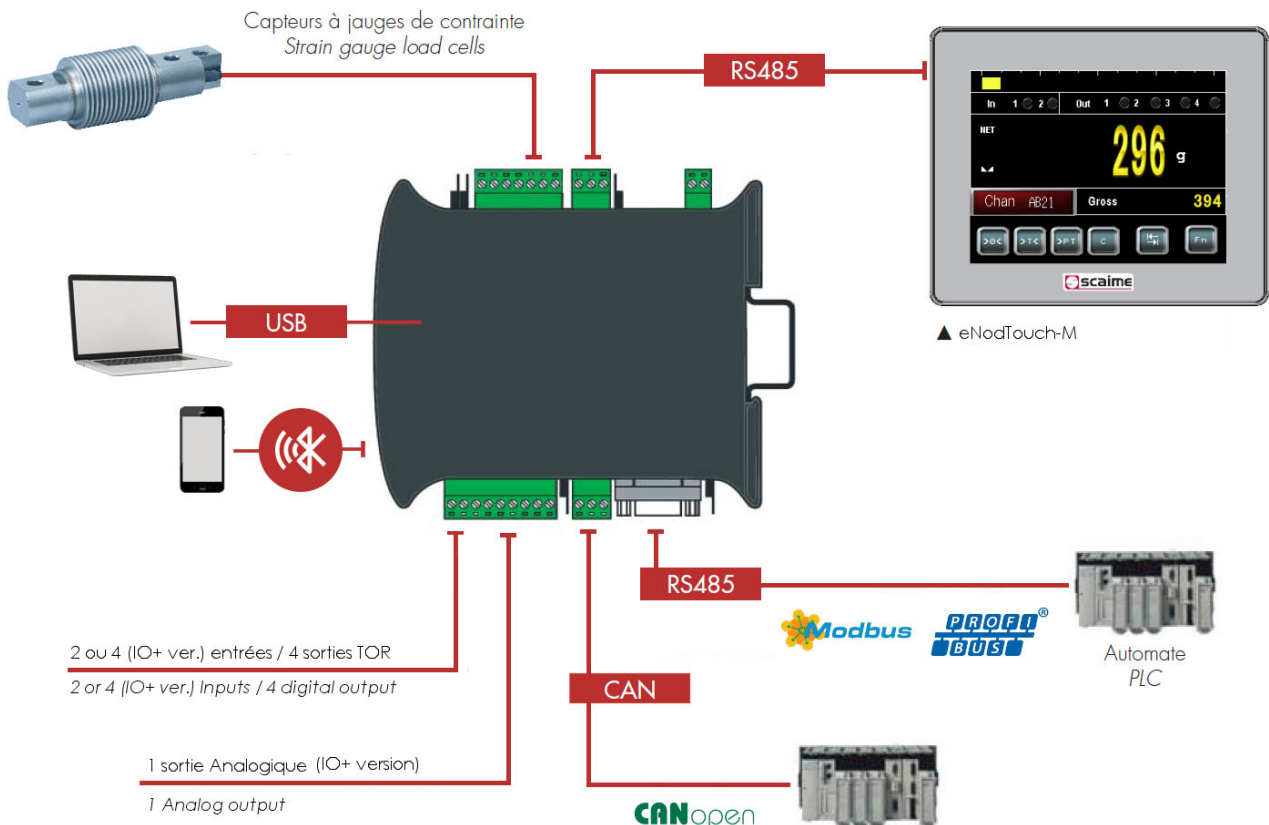 Capteurs à jauges de contrainte
Strain gauge load cells
RS485
In 1 2 Out 1 2 3 4
NET
296 g
Chan AB21 Gross 394
>0< >T< >PT C Fn
scaime
▲ eNodTouch-M
USB
RS485
Modbus
PROFI®
BUS
Automate
PLC
2 ou 4 (IO+ ver.) entrées / 4 sorties TOR
2 or 4 (IO+ ver.) Inputs / 4 digital output
CAN
1 sortie Analogique (IO+ version)
1 Analog output
CANopen